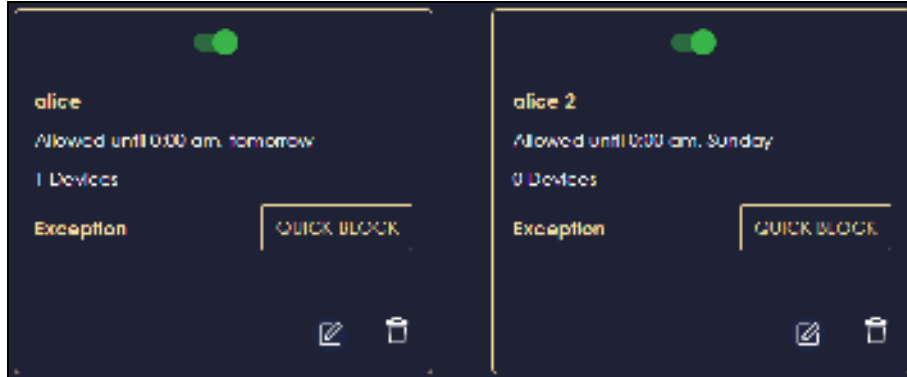 alice
Allowed until 0:00 am, tomorrow
1 Devices
Exception
QUICK BLOCK
alice 2
Allowed until 0:00 am, Sunday
0 Devices
Exception
QUICK BLOCK